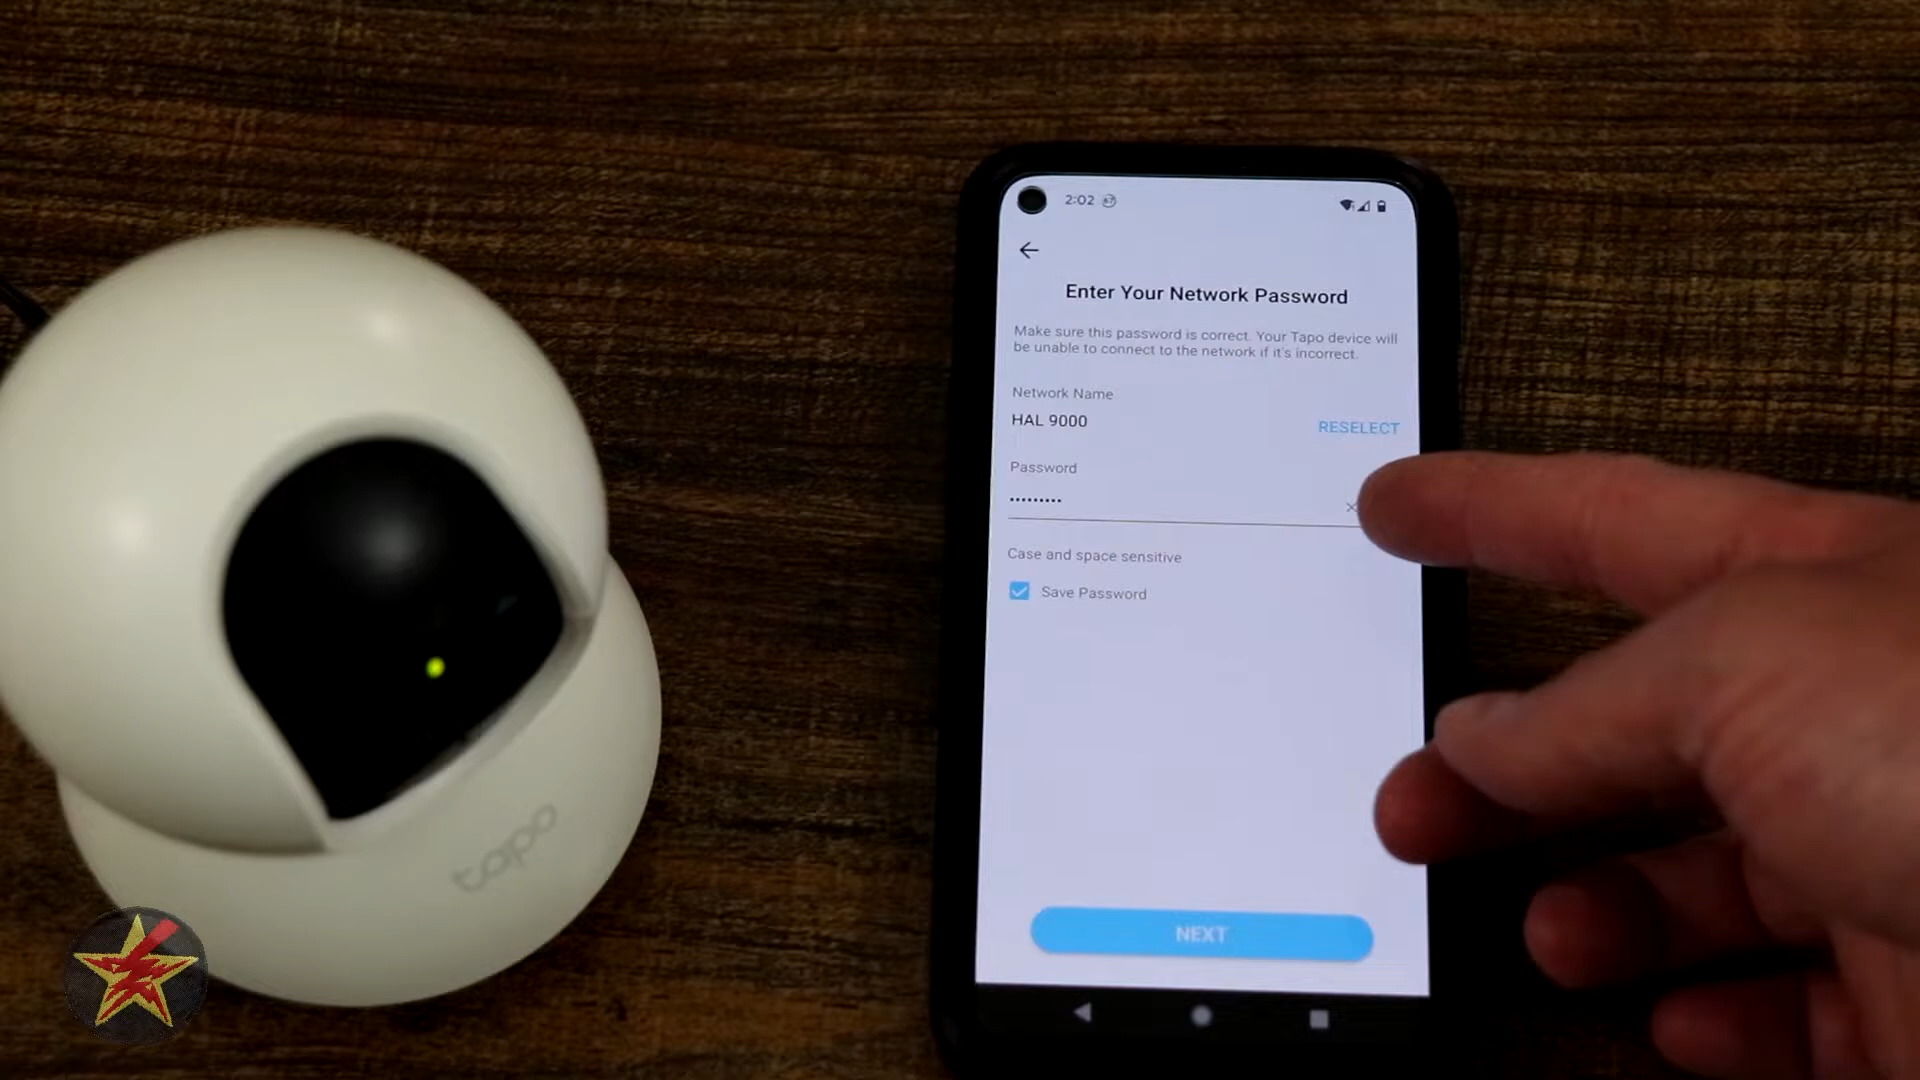 2:02
Enter Your Network Password
Make sure this password is correct. Your Tapo device will
be unable to connect to the network if it's incorrect.
Network Name
HAL 9000
RESELECT
Password
•••••••••
Case and space sensitive
Save Password
NEXT
tapo